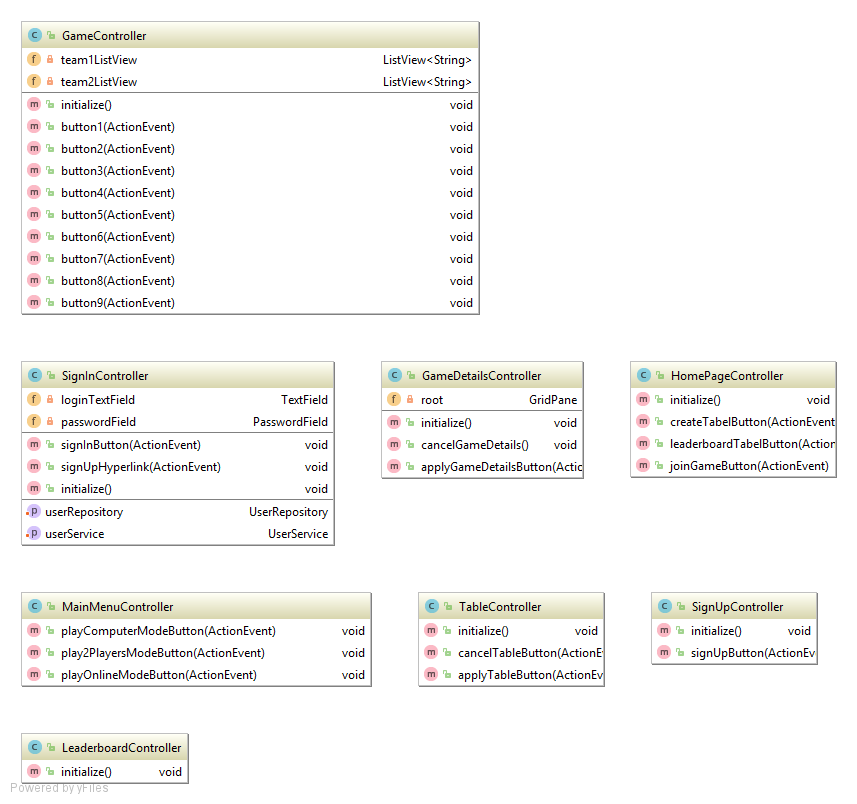 GameController
team1ListView ListView<String>
team2ListView ListView<String>
initialize() void
button1(ActionEvent) void
button2(ActionEvent) void
button3(ActionEvent) void
button4(ActionEvent) void
button5(ActionEvent) void
button6(ActionEvent) void
button7(ActionEvent) void
button8(ActionEvent) void
button9(ActionEvent) void
SignInController
loginTextField TextField
passwordField PasswordField
signInButton(ActionEvent) void
signUpHyperlink(ActionEvent) void
initialize() void
userRepository UserRepository
userService UserService
GameDetailsController
root GridPane
initialize() void
cancelGameDetails() void
applyGameDetailsButton(Actic
HomePageController
initialize() void
createTabelButton(ActionEvent
leaderboardTabelButton(Action
joinGameButton(ActionEvent)
MainMenuController
playComputerModeButton(ActionEvent) void
play2PlayersModeButton(ActionEvent) void
playOnlineModeButton(ActionEvent) void
TableController
initialize() void
cancelTableButton(ActionEv
applyTableButton(ActionEv
SignUpController
initialize() void
signUpButton(ActionEv
LeaderboardController
initialize() void
Powered by yFiles